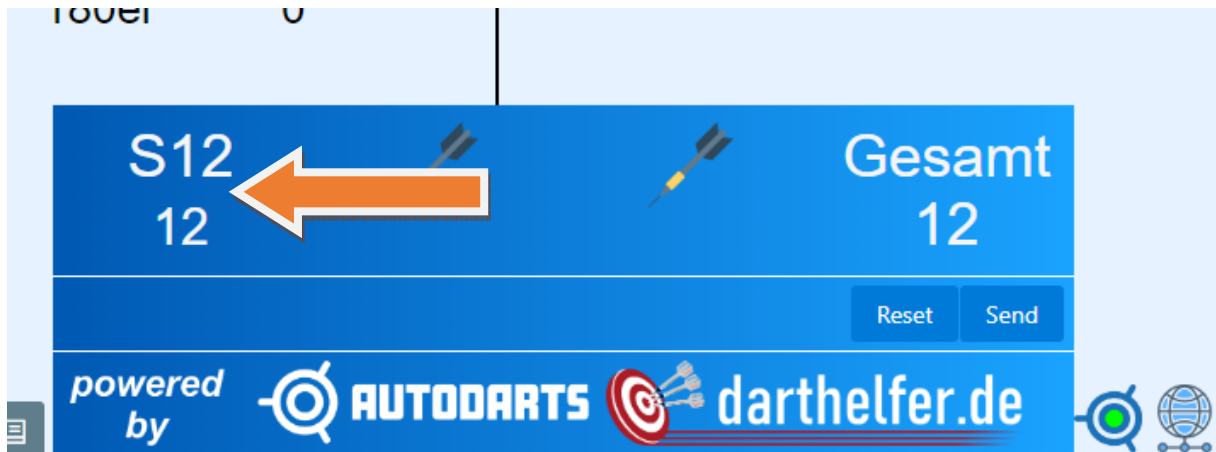 180er 0
S12
12
Gesamt
12
Reset Send
powered
by
AUTODARTS
darthelfer.de